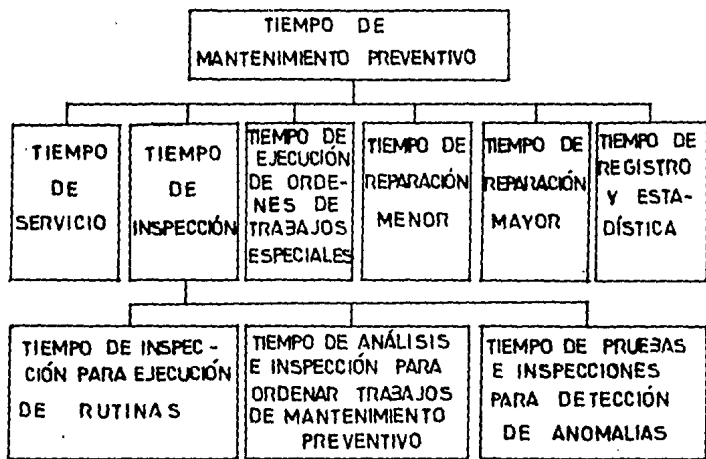 TIEMPO DE
MANTENIMIENTO PREVENTIVO
TIEMPO
DE
SERVICIO
TIEMPO
DE
INSPECCIÓN
TIEMPO DE
EJECUCIÓN
DE ORDE-
NES DE
TRABAJOS
ESPECIALES
TIEMPO DE
REPARACIÓN
MENOR
TIEMPO DE
REPARACIÓN
MAYOR
TIEMPO DE
REGISTRO
Y ESTA-
DÍSTICA
TIEMPO DE INSPEC-
CIÓN PARA EJECUCIÓN
DE RUTINAS
TIEMPO DE ANÁLISIS
E INSPECCIÓN PARA
ORDENAR TRABAJOS
DE MANTENIMIENTO
PREVENTIVO
TIEMPO DE PRUEBAS
E INSPECCIONES
PARA DETECCIÓN
DE ANOMALIAS